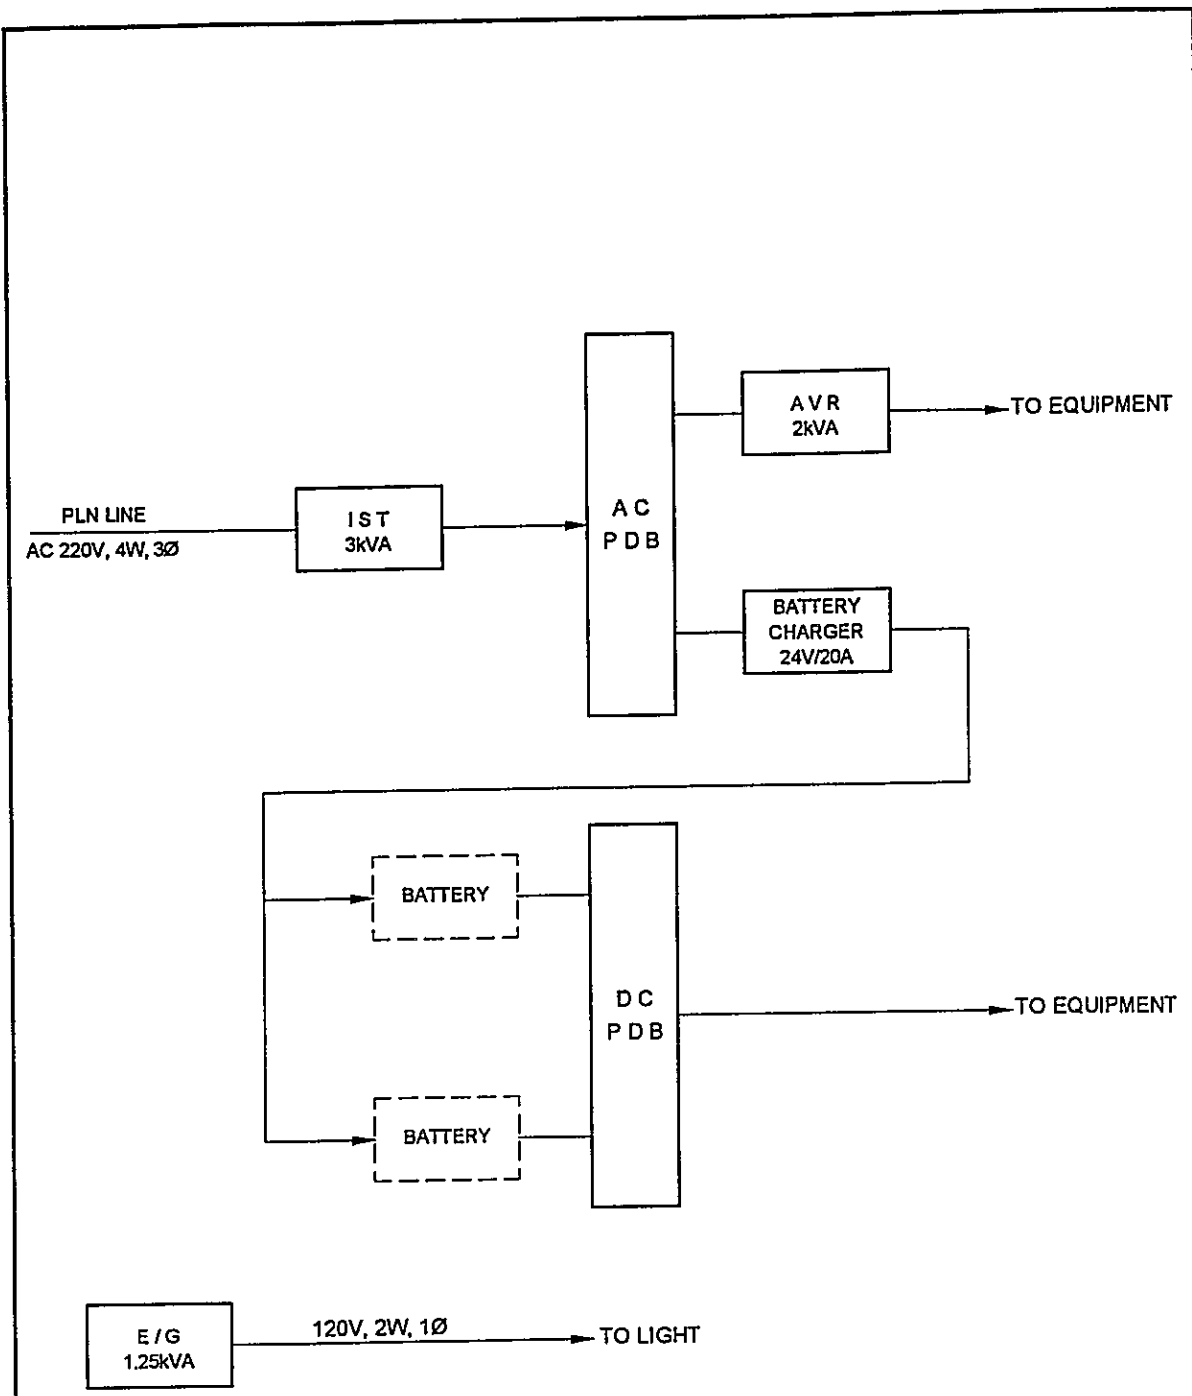 A V R
2kVA
TO EQUIPMENT
PLN LINE
AC 220V, 4W, 3Ø
I S T
3kVA
A C
P D B
BATTERY
CHARGER
24V/20A
BATTERY
D C
P D B
TO EQUIPMENT
BATTERY
E / G
1.25kVA
120V, 2W, 1Ø
TO LIGHT